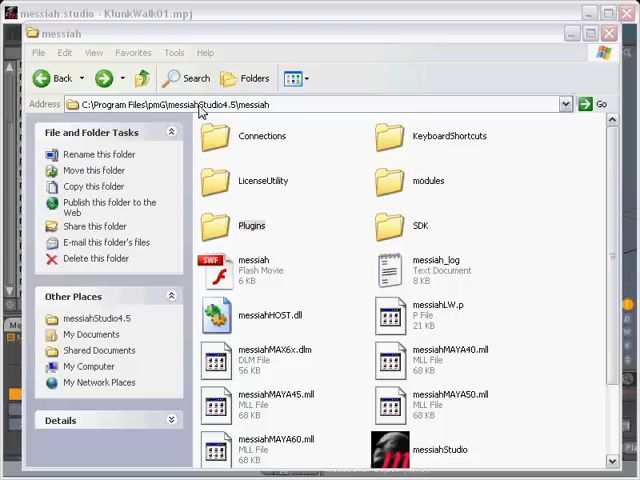 messiah:studio - KlunkWalk01.mpj
messiah
File Edit View Favorites Tools Help
Back Search Folders
Address C:\Program Files\pmG\messiahStudio4.5\messiah Go
File and Folder Tasks
Rename this folder
Move this folder
Copy this folder
Publish this folder to the
Web
Share this folder
E-mail this folder's files
Delete this folder
Other Places
messiahStudio4.5
My Documents
Shared Documents
My Computer
My Network Places
Details
Connections
KeyboardShortcuts
LicenseUtility
modules
Plugins
SDK
SWF
messiah
Flash Movie
6 KB
messiah_log
Text Document
8 KB
messiahHOST.dll
messiahLW.p
P File
21 KB
messiahMAX6x.dlm
DLM File
56 KB
messiahMAYA40.mll
MLL File
68 KB
messiahMAYA45.mll
MLL File
68 KB
messiahMAYA50.mll
MLL File
68 KB
messiahMAYA60.mll
MLL File
68 KB
messiahStudio